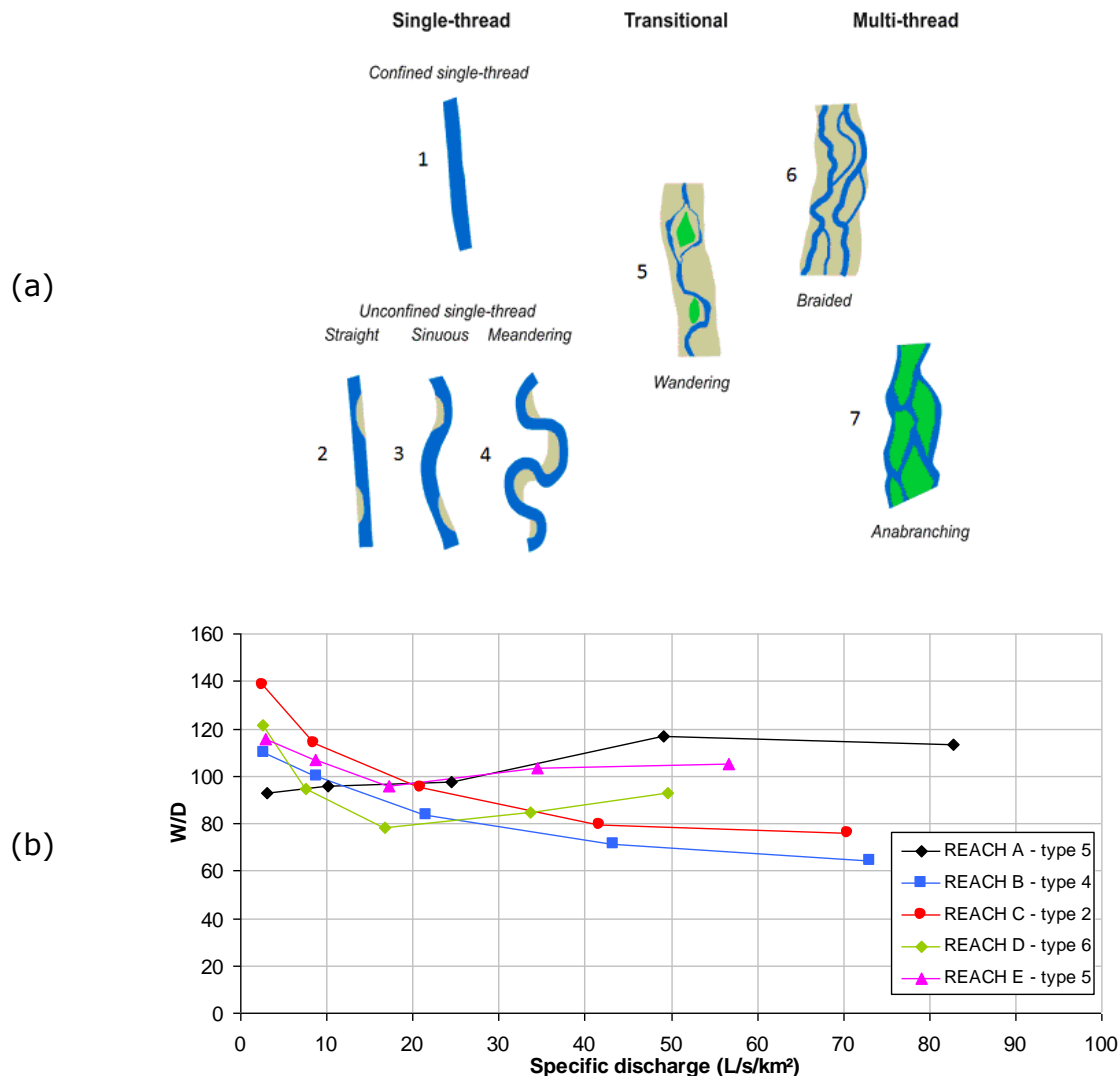 Single-thread
Transitional
Multi-thread
Confined single-thread
1
6
5
(a)
Braided
Unconfined single-thread
Straight
Sinuous
Meandering
Wandering
7
2
3
4
Anabranching
160
140
120
100
80
60
40
20
0
W/D
(b)
REACH A - type 5
REACH B - type 4
REACH C - type 2
REACH D - type 6
REACH E - type 5
0 10 20 30 40 50 60 70 80 90 100
Specific discharge (L/s/km²)